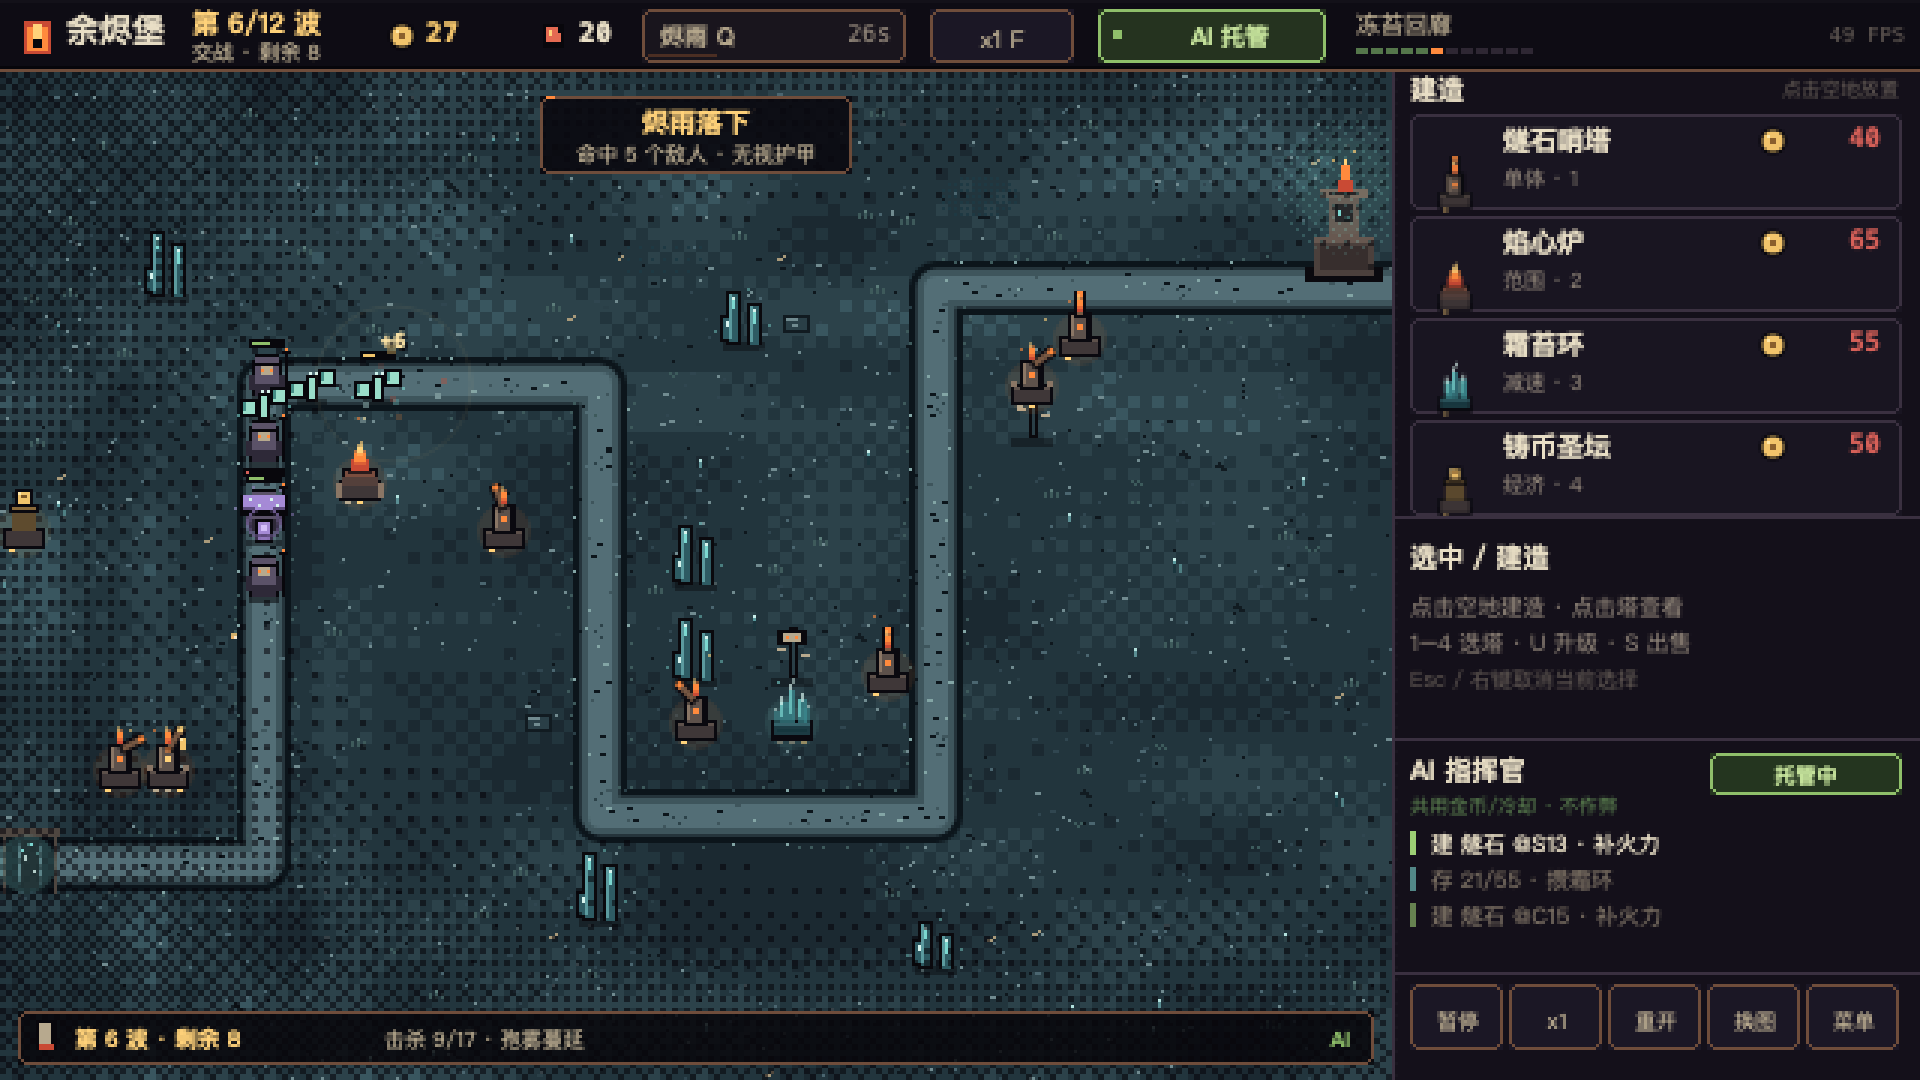 余烬堡
第 6/12 波
交战 · 剩余 8
27
20
烬雨 Q
26s
x1 F
AI 托管
冻苔回廊
49 FPS
烬雨落下
命中 5 个敌人 · 无视护甲
+6
建造
点击空地放置
燧石哨塔
40
单体 · 1
焰心炉
65
范围 · 2
霜苔环
55
减速 · 3
铸币圣坛
50
经济 · 4
选中 / 建造
点击空地建造 · 点击塔查看
1—4 选塔 · U 升级 · S 出售
Esc / 右键取消当前选择
AI 指挥官
托管中
共用金币/冷却 · 不作弊
建 燧石 @S13 · 补火力
存 21/55 · 攒霜环
建 燧石 @C15 · 补火力
暂停
x1
重开
换图
菜单
第 6 波 · 剩余 8
击杀 9/17 · 孢雾蔓延
AI